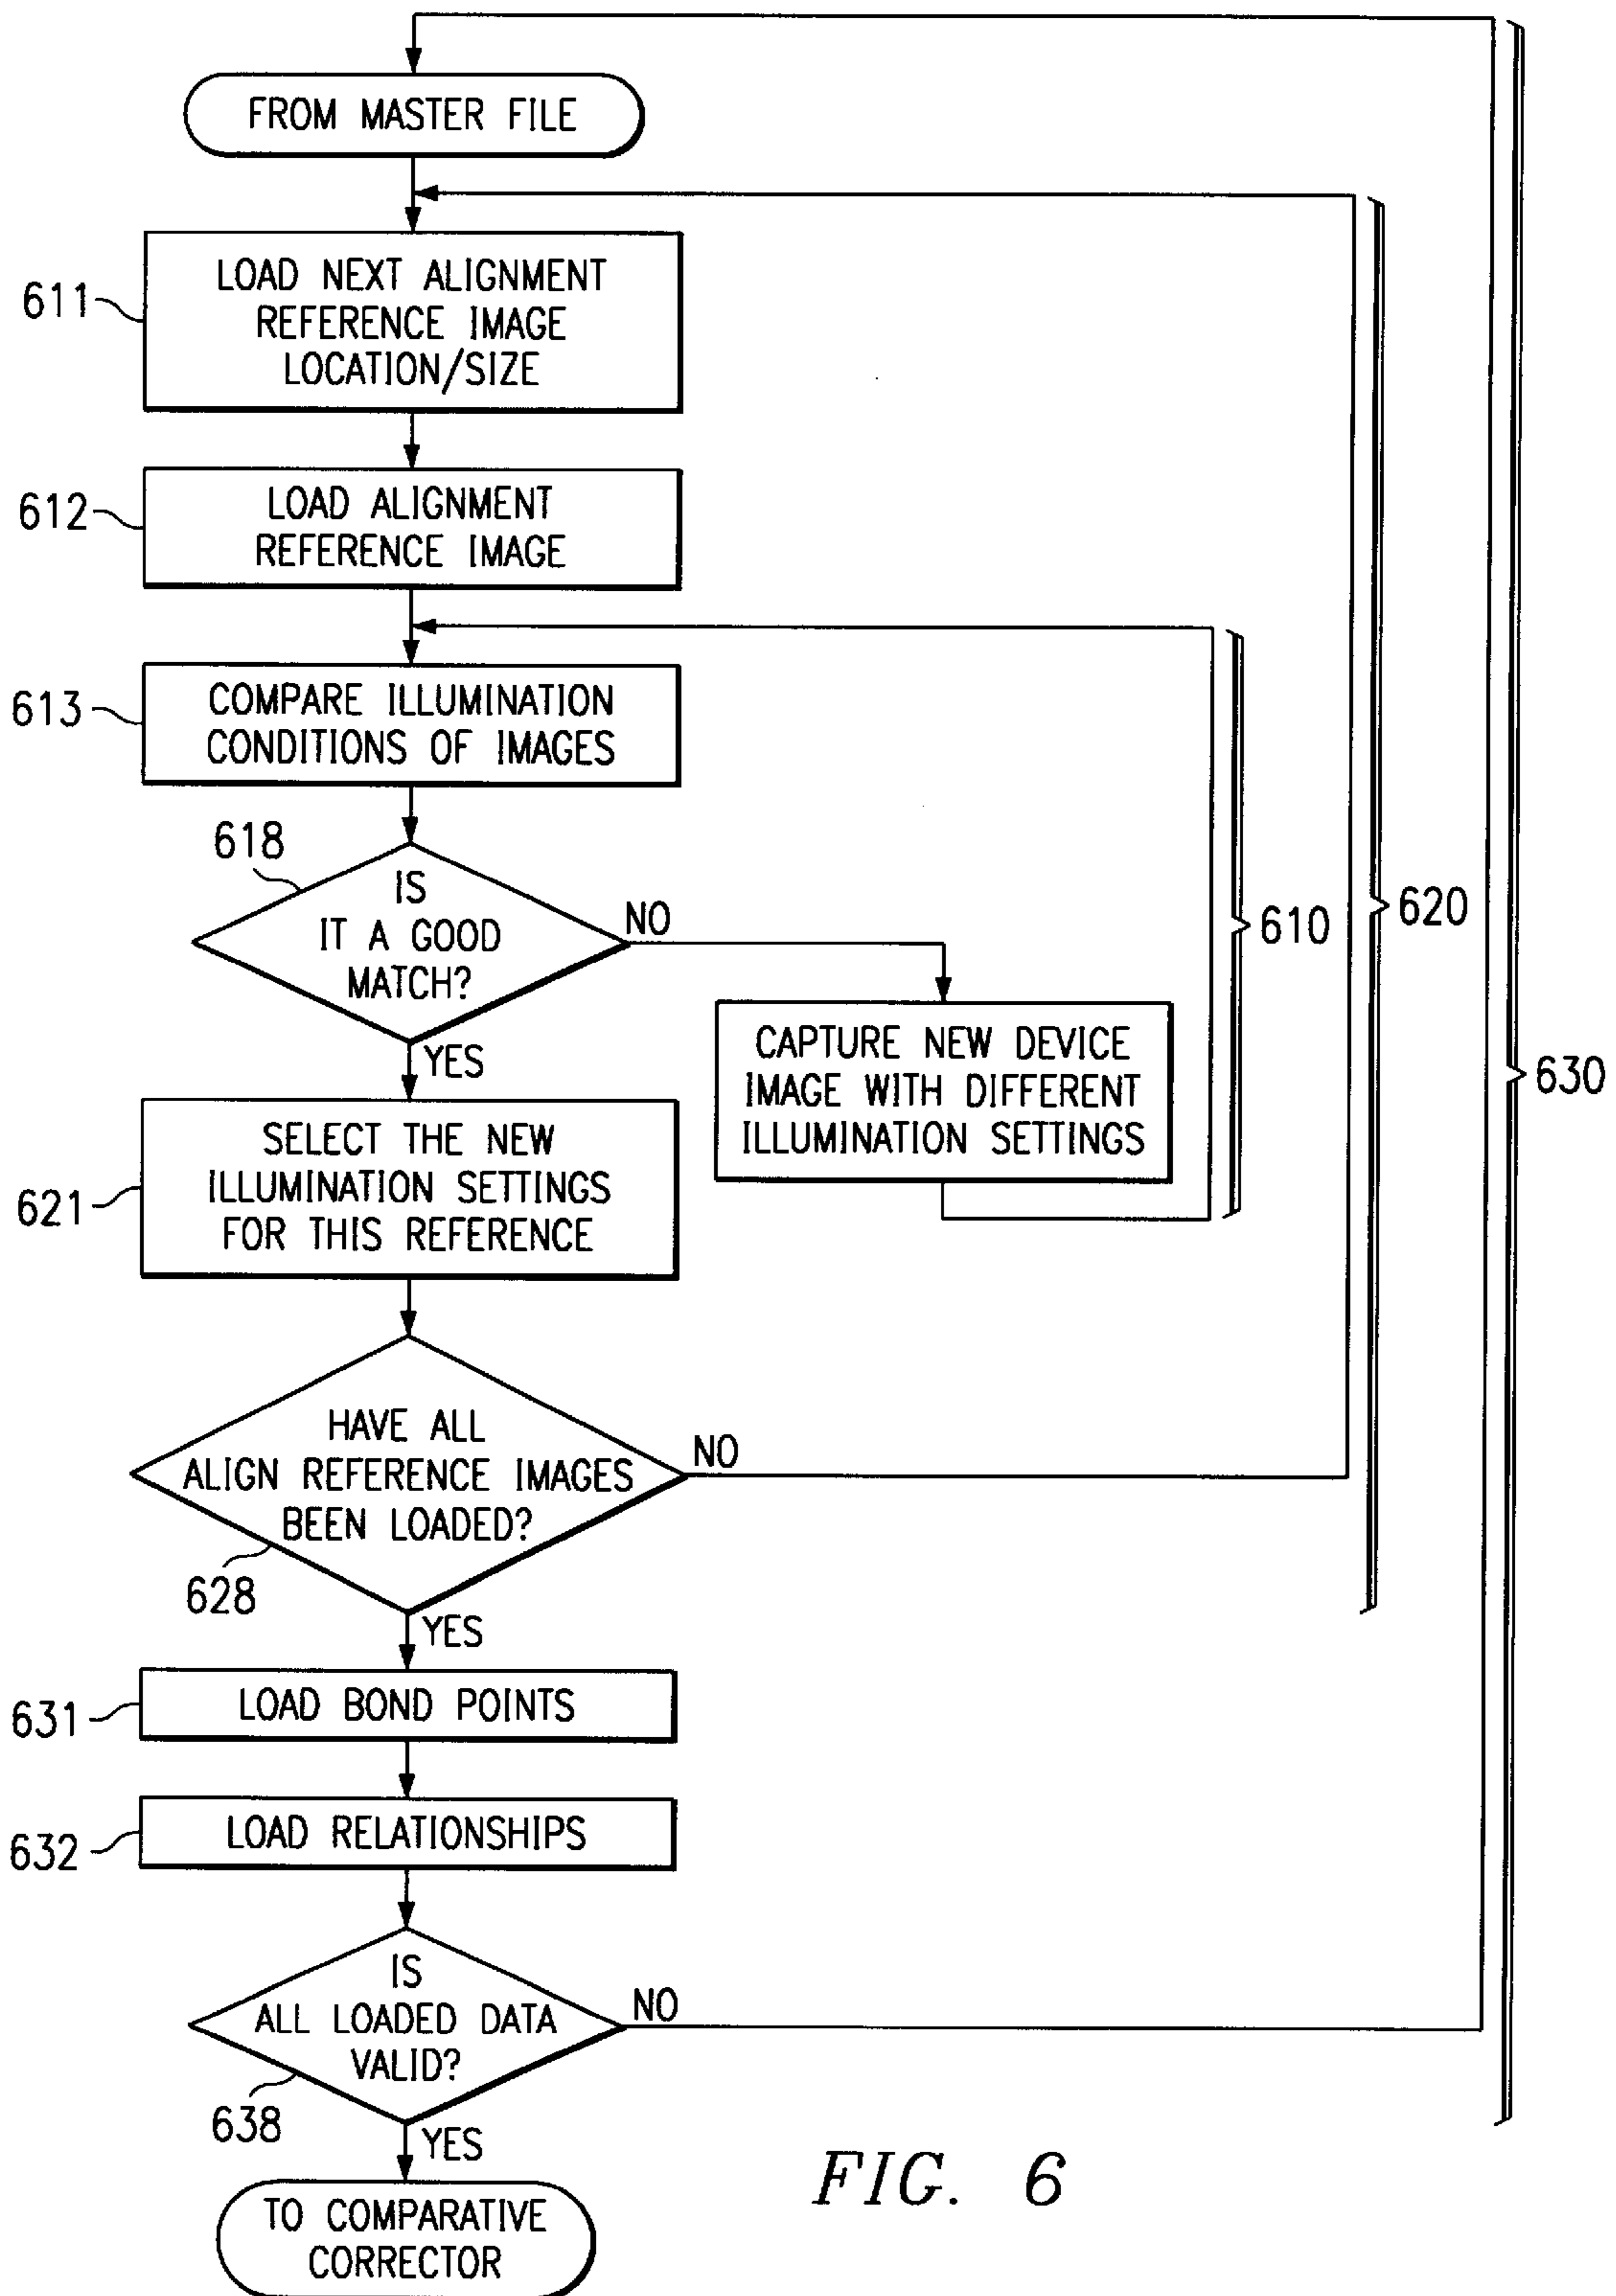 FROM MASTER FILE
611
LOAD NEXT ALIGNMENT
REFERENCE IMAGE
LOCATION/SIZE
612
LOAD ALIGNMENT
REFERENCE IMAGE
613
COMPARE ILLUMINATION
CONDITIONS OF IMAGES
618
IS
IT A GOOD
MATCH?
NO
YES
CAPTURE NEW DEVICE
IMAGE WITH DIFFERENT
ILLUMINATION SETTINGS
610
620
630
621
SELECT THE NEW
ILLUMINATION SETTINGS
FOR THIS REFERENCE
HAVE ALL
ALIGN REFERENCE IMAGES
BEEN LOADED?
NO
628
YES
631
LOAD BOND POINTS
632
LOAD RELATIONSHIPS
IS
ALL LOADED DATA
VALID?
NO
638
YES
TO COMPARATIVE
CORRECTOR
FIG. 6